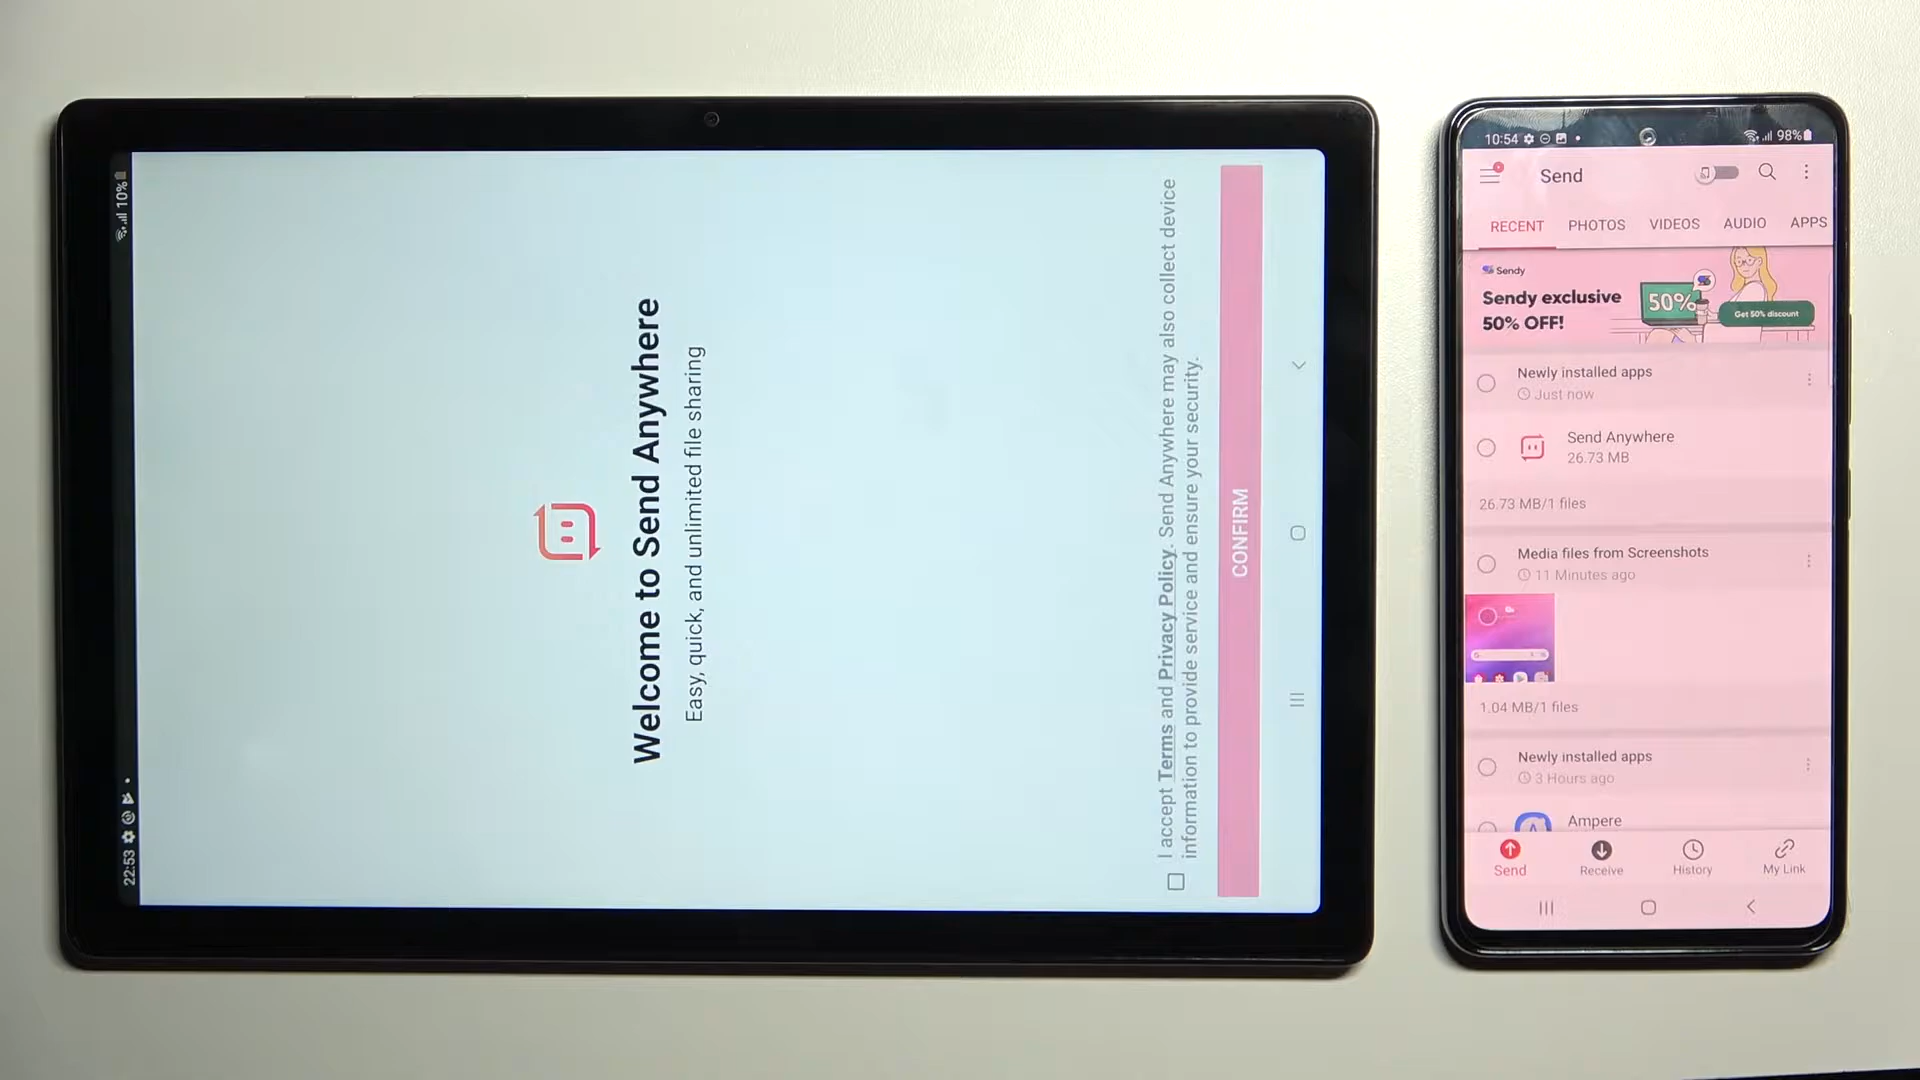 22:53
10%
Welcome to Send Anywhere
Easy, quick, and unlimited file sharing
I accept Terms and Privacy Policy. Send Anywhere may also collect device
information to provide service and ensure your security.
CONFIRM
10:54
98%
Send
RECENT PHOTOS VIDEOS AUDIO APPS
Sendy
Sendy exclusive
50% OFF!
50%
Get 50% discount
Newly installed apps
Just now
Send Anywhere
26.73 MB
26.73 MB/1 files
Media files from Screenshots
11 Minutes ago
1.04 MB/1 files
Newly installed apps
3 Hours ago
Ampere
Send Receive History My Link